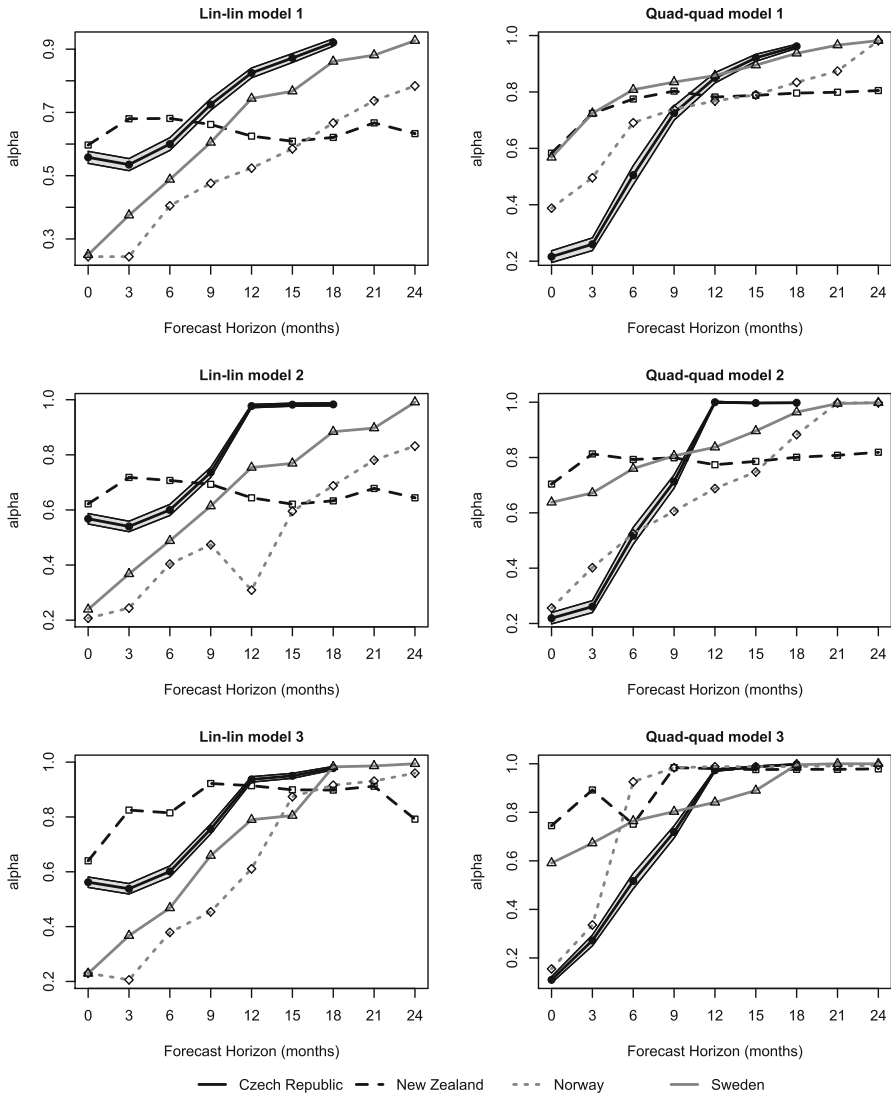 Lin-lin model 1
alpha
0.3
0.5
0.7
0.9
0 3 6 9 12 15 18 21 24
Forecast Horizon (months)
Quad-quad model 1
alpha
0.2
0.4
0.6
0.8
1.0
0 3 6 9 12 15 18 21 24
Forecast Horizon (months)
Lin-lin model 2
alpha
0.2
0.4
0.6
0.8
1.0
0 3 6 9 12 15 18 21 24
Forecast Horizon (months)
Quad-quad model 2
alpha
0.2
0.4
0.6
0.8
1.0
0 3 6 9 12 15 18 21 24
Forecast Horizon (months)
Lin-lin model 3
alpha
0.2
0.4
0.6
0.8
1.0
0 3 6 9 12 15 18 21 24
Forecast Horizon (months)
Quad-quad model 3
alpha
0.2
0.4
0.6
0.8
1.0
0 3 6 9 12 15 18 21 24
Forecast Horizon (months)
Czech Republic New Zealand Norway Sweden